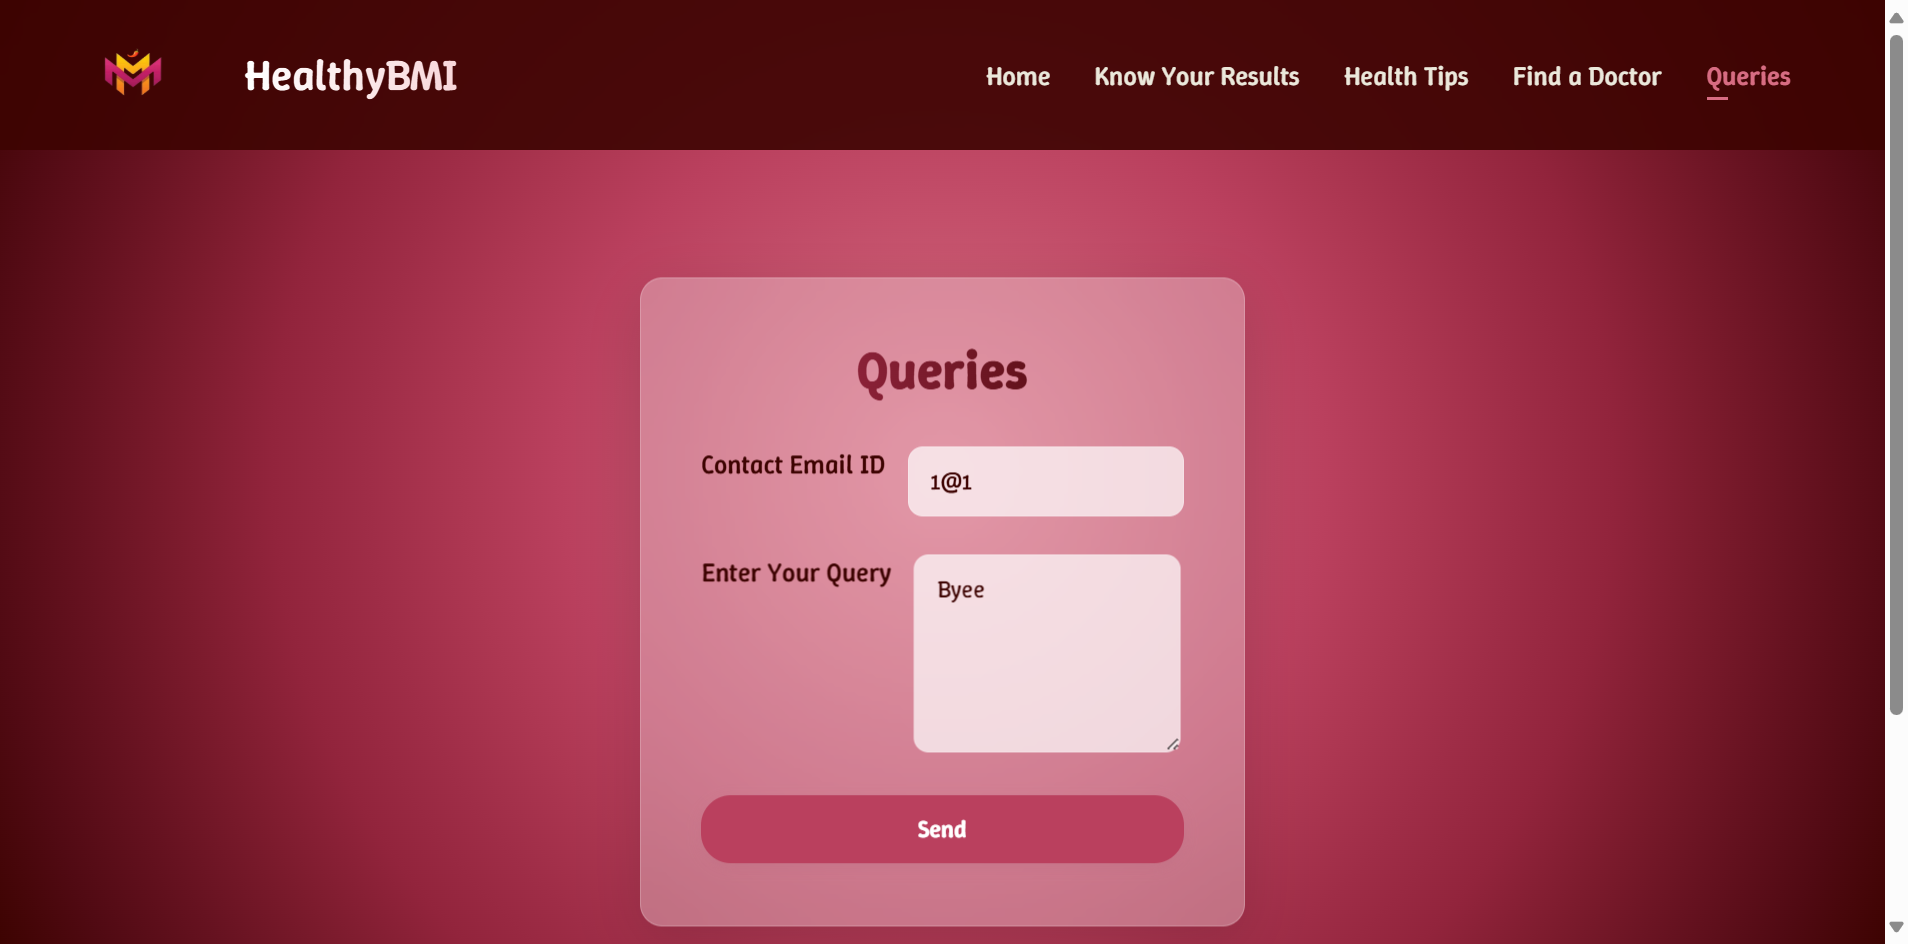 HealthyBMI
Home Know Your Results Health Tips Find a Doctor Queries
Queries
Contact Email ID
1@1
Enter Your Query
Byee
Send